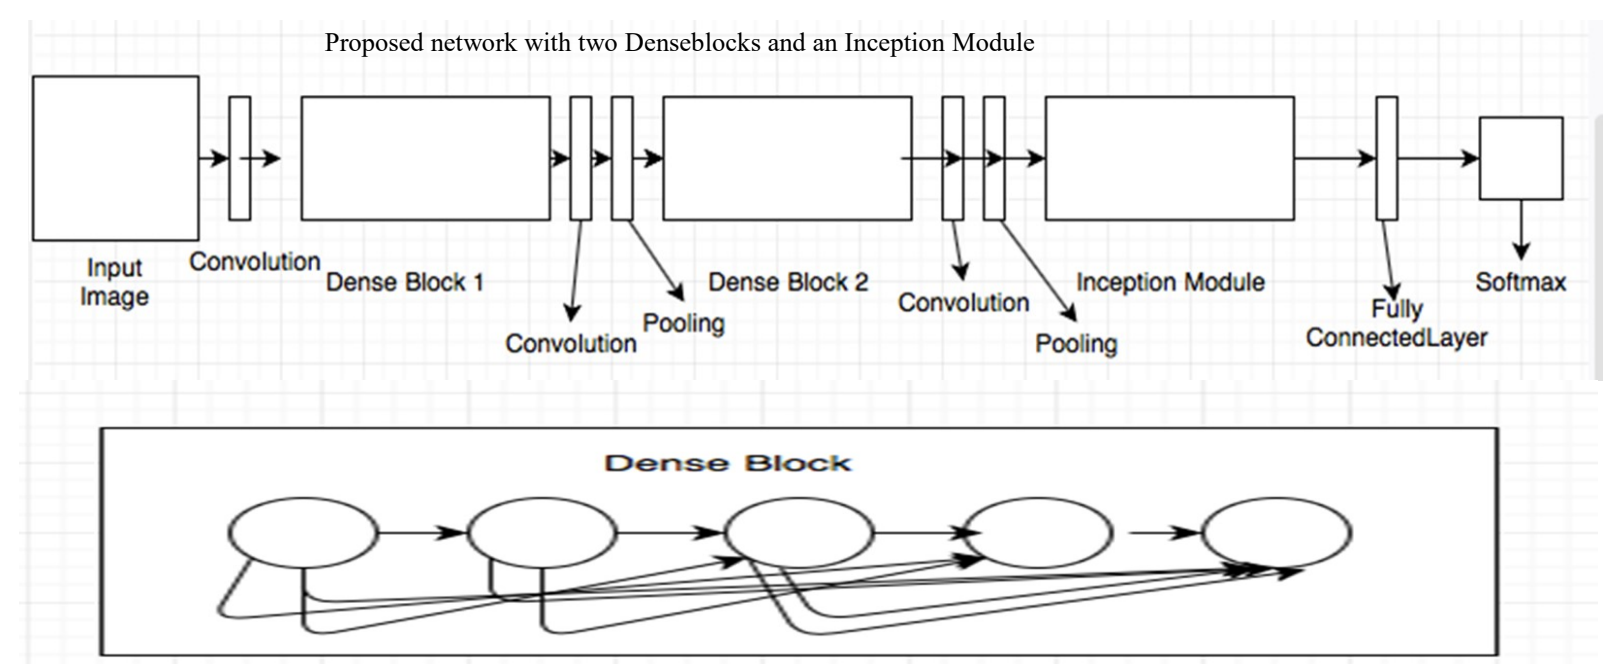 Proposed network with two Denseblocks and an Inception Module
Input
Image
Convolution
Dense Block 1
Convolution
Pooling
Dense Block 2
Convolution
Pooling
Inception Module
Fully
ConnectedLayer
Softmax
Dense Block